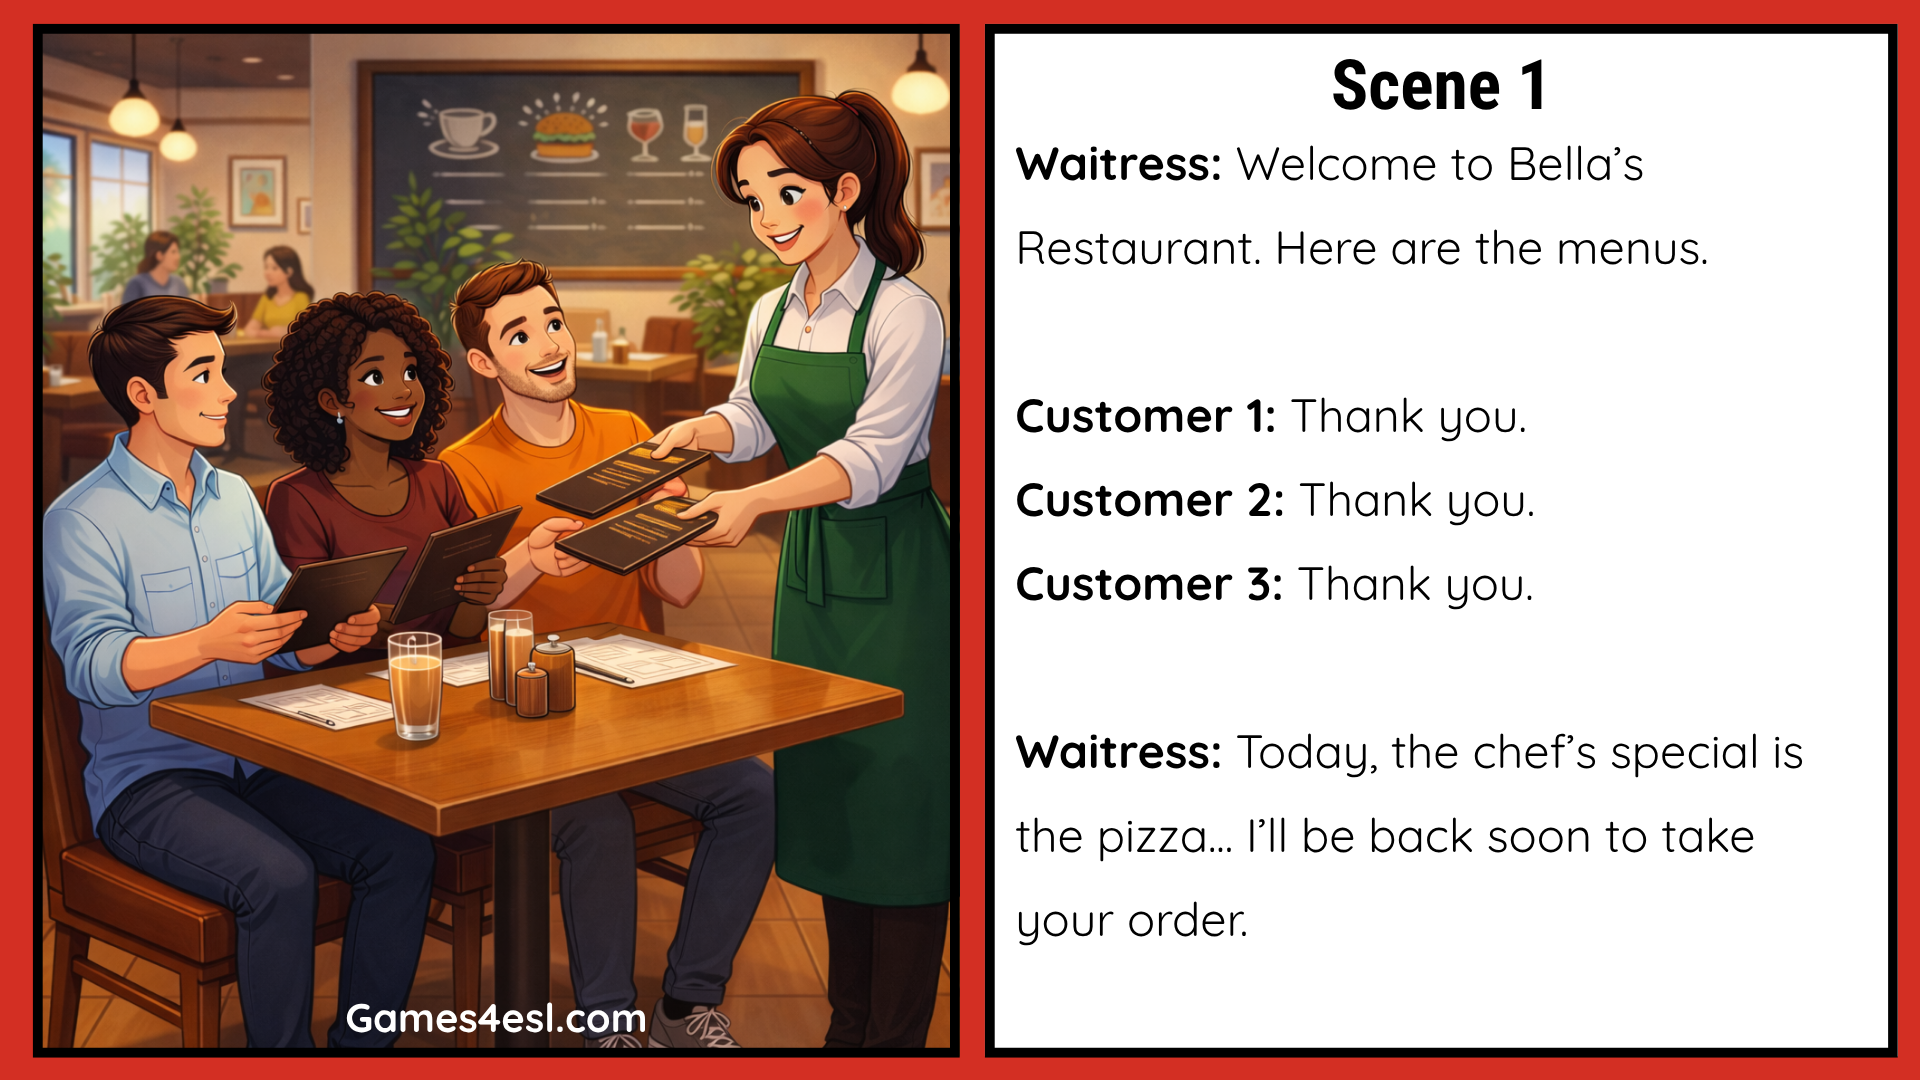 Scene 1
Waitress: Welcome to Bella’s
Restaurant. Here are the menus.
Customer 1: Thank you.
Customer 2: Thank you.
Customer 3: Thank you.
Waitress: Today, the chef’s special is
the pizza... I’ll be back soon to take
your order.
Games4esl.com